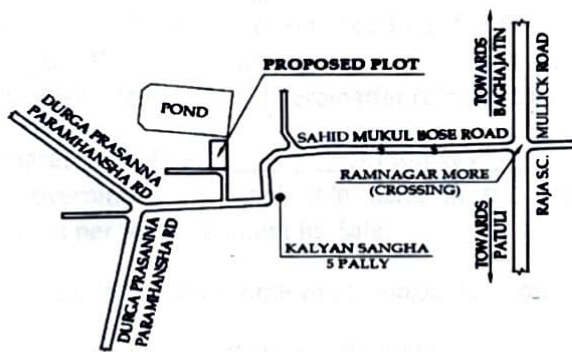 PROPOSED PLOT
POND
DURGA PRASANNA
PARAMHANSHA RD
SAHID MUKUL BOSE ROAD
RAMNAGAR MORE
(CROSSING)
TOWARDS
BAGHAJATIN
RAJA S.C. MULLICK ROAD
TOWARDS
PATULI
KALYAN SANGHA
5 PALLY
DURGA PRASANNA
PARAMHANSHA RD